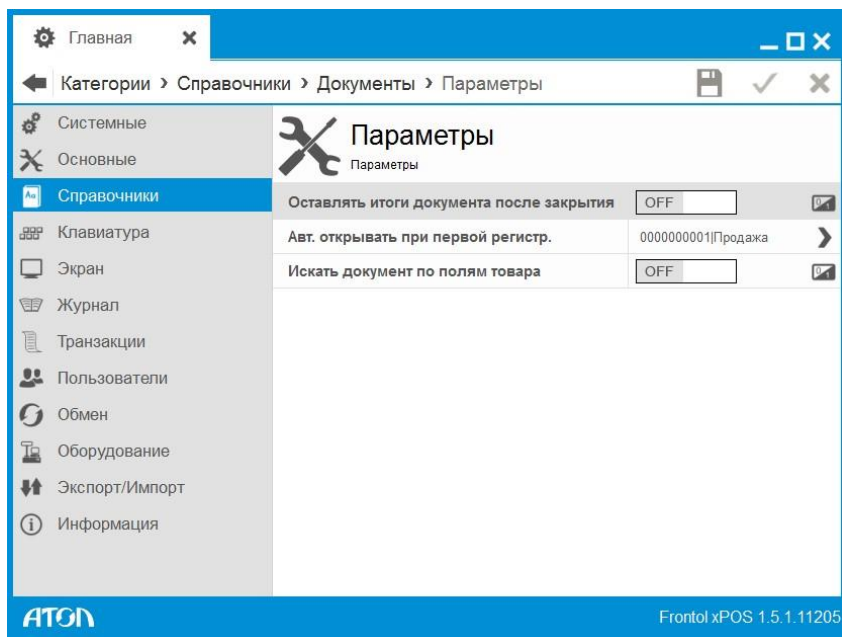 Главная
Категории > Справочники > Документы > Параметры
Системные
Основные
Справочники
Клавиатура
Экран
Журнал
Транзакции
Пользователи
Обмен
Оборудование
Экспорт/Импорт
Информация
Параметры
Параметры
Оставлять итоги документа после закрытия OFF
Авт. открывать при первой регистр. 0000000001|Продажа
Искать документ по полям товара OFF
АТОЛ Frontol xPOS 1.5.1.11205